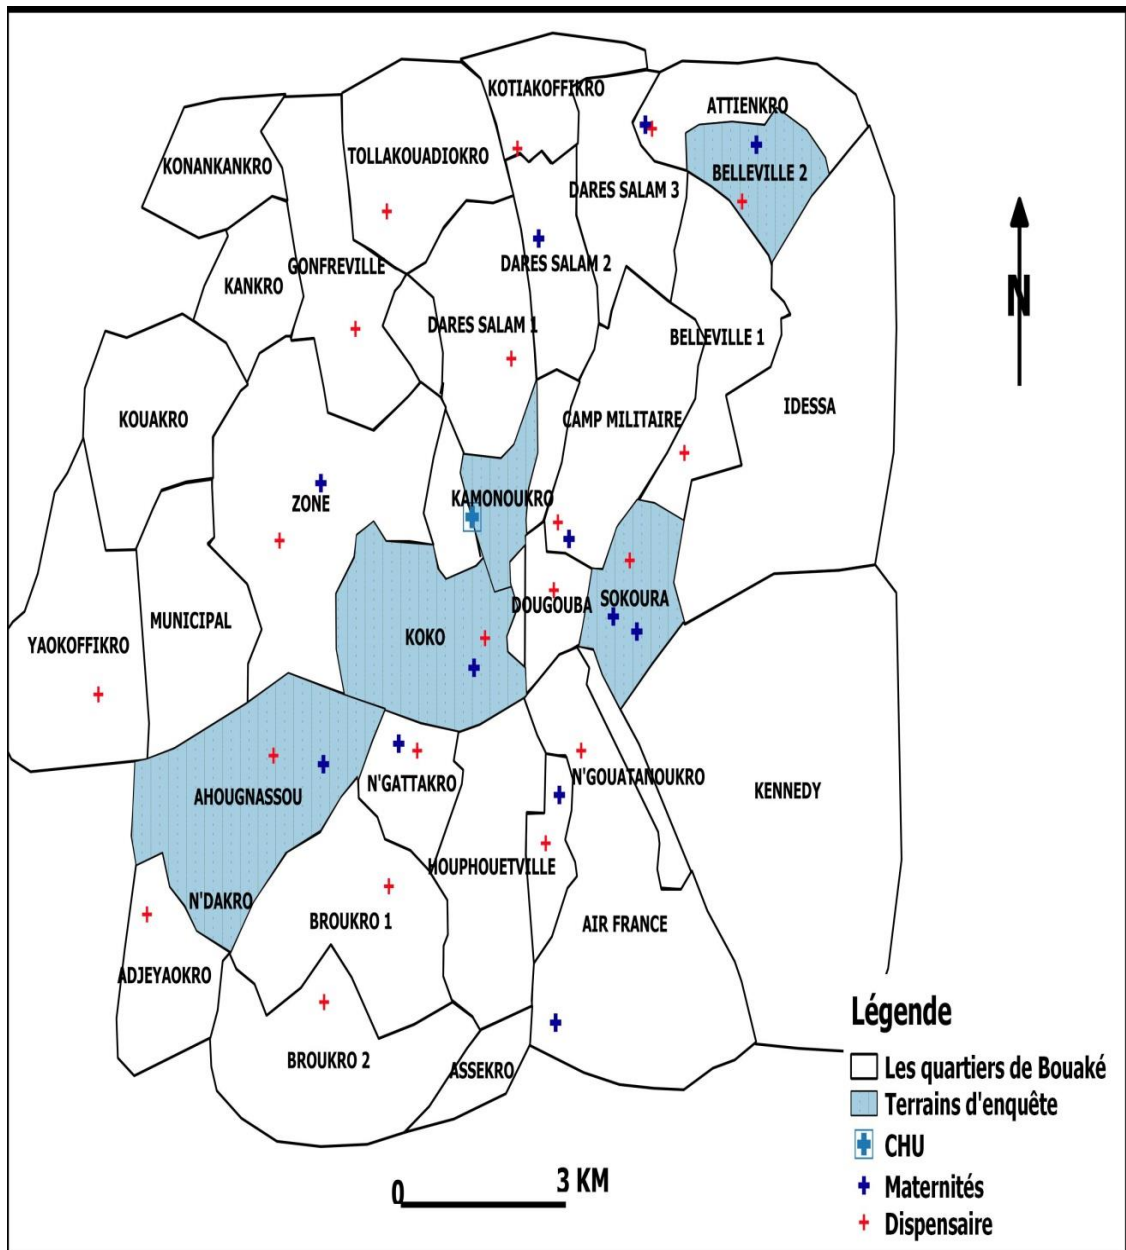 KOTIAKOFFIKRO
ATTIENKRO
KONANKANKRO
TOLLAKOUADIOKRO
BELLEVILLE 2
DARES SALAM 3
GONFREVILLE
DARES SALAM 2
KANKRO
N
DARES SALAM 1
BELLEVILLE 1
IDESSA
KOUAKRO
CAMP MILITAIRE
ZONE
KAMONOUKRO
SOKOURA
DOUGOUBA
MUNICIPAL
KOKO
YAOKOFFIKRO
N'GOUATANOUKRO
N'GATTAKRO
KENNEDY
AHOUGNASSOU
HOUPHOUETVILLE
N'DAKRO
BROUKRO 1
AIR FRANCE
ADJEYAOKRO
BROUKRO 2
ASSEKRO
Légende
Les quartiers de Bouaké
Terrains d'enquête
CHU
Maternités
Dispensaire
0 3 KM